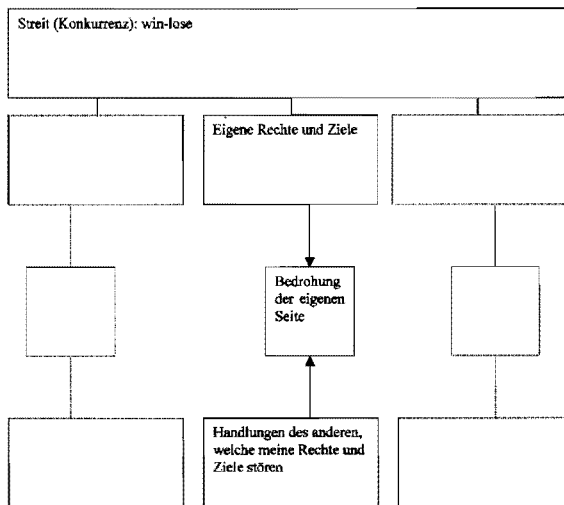 Streit (Konkurrenz): win-lose
Eigene Rechte und Ziele
Bedrohung
der eigenen
Seite
Handlungen des anderen,
welche meine Rechte und
Ziele stören